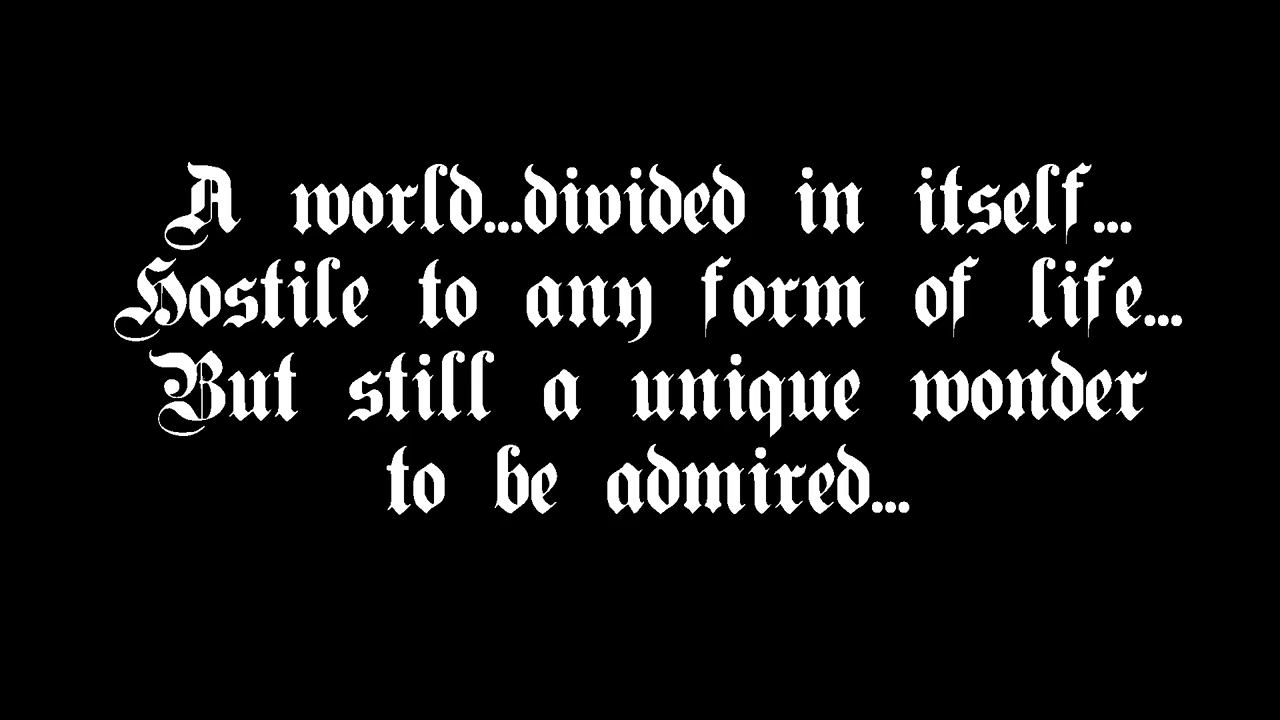 A world...divided in itself...
Hostile to any form of life...
But still a unique wonder
to be admired...